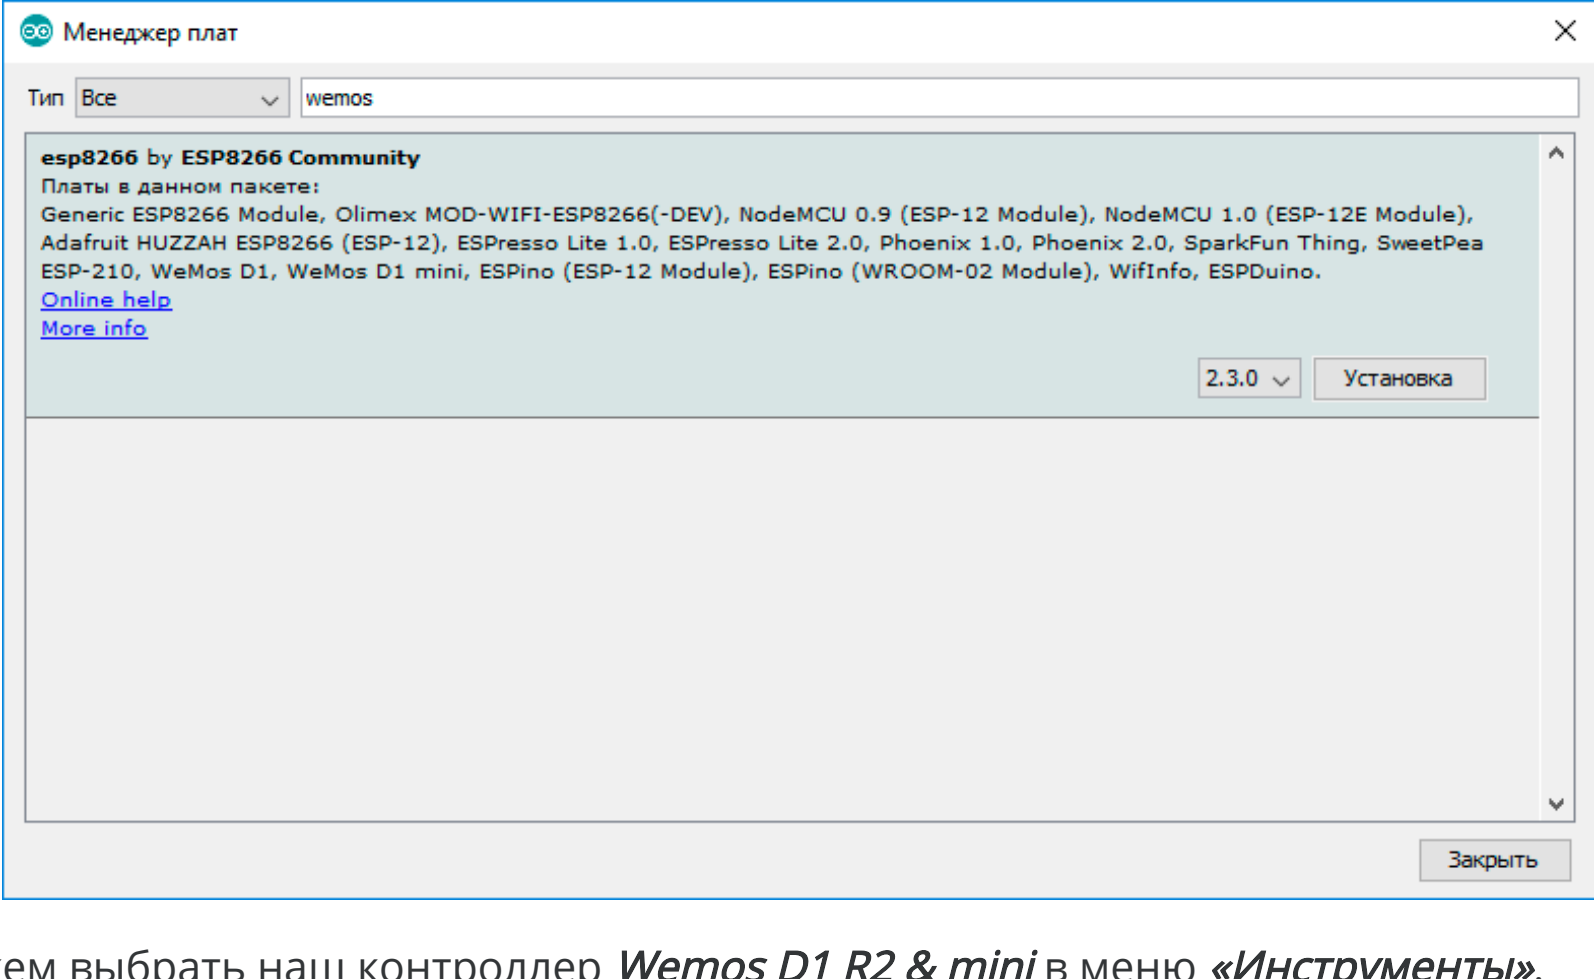 Менеджер плат
Тип Все wemos
esp8266 by ESP8266 Community
Платы в данном пакете:
Generic ESP8266 Module, Olimex MOD-WIFI-ESP8266(-DEV), NodeMCU 0.9 (ESP-12 Module), NodeMCU 1.0 (ESP-12E Module),
Adafruit HUZZAH ESP8266 (ESP-12), ESPresso Lite 1.0, ESPresso Lite 2.0, Phoenix 1.0, Phoenix 2.0, SparkFun Thing, SweetPea
ESP-210, WeMos D1, WeMos D1 mini, ESPino (ESP-12 Module), ESPino (WROOM-02 Module), WifInfo, ESPDuino.
Online help
More info
2.3.0 Установка
Закрыть
выбрать наш контроллер Wemos D1 R2 & mini в меню «Инструменты».